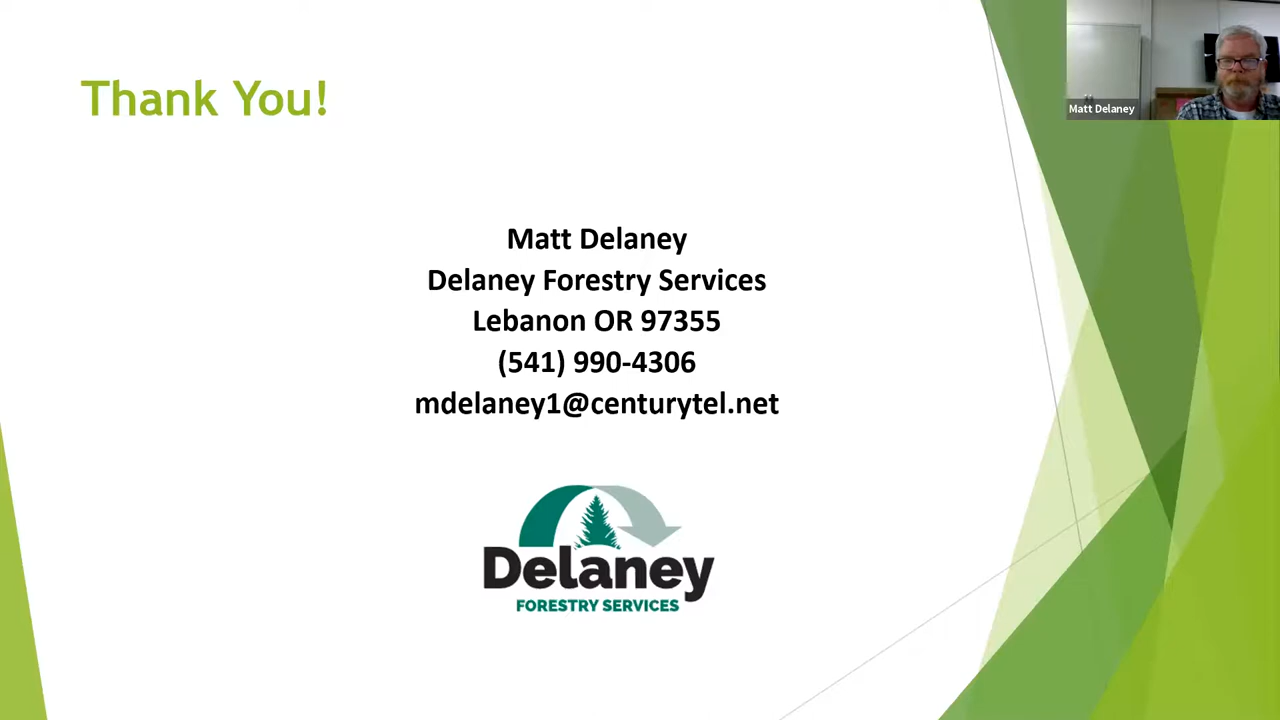 Thank You!
Matt Delaney
Matt Delaney
Delaney Forestry Services
Lebanon OR 97355
(541) 990-4306
mdelaney1@centurytel.net
Delaney
FORESTRY SERVICES